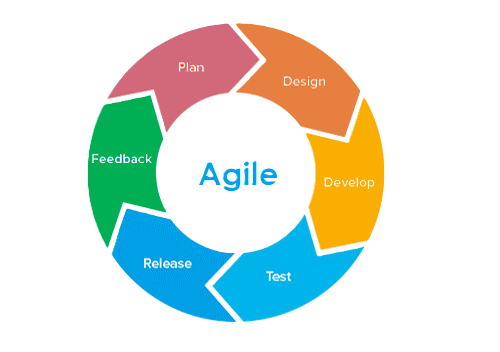 Plan
Design
Develop
Test
Release
Feedback
Agile